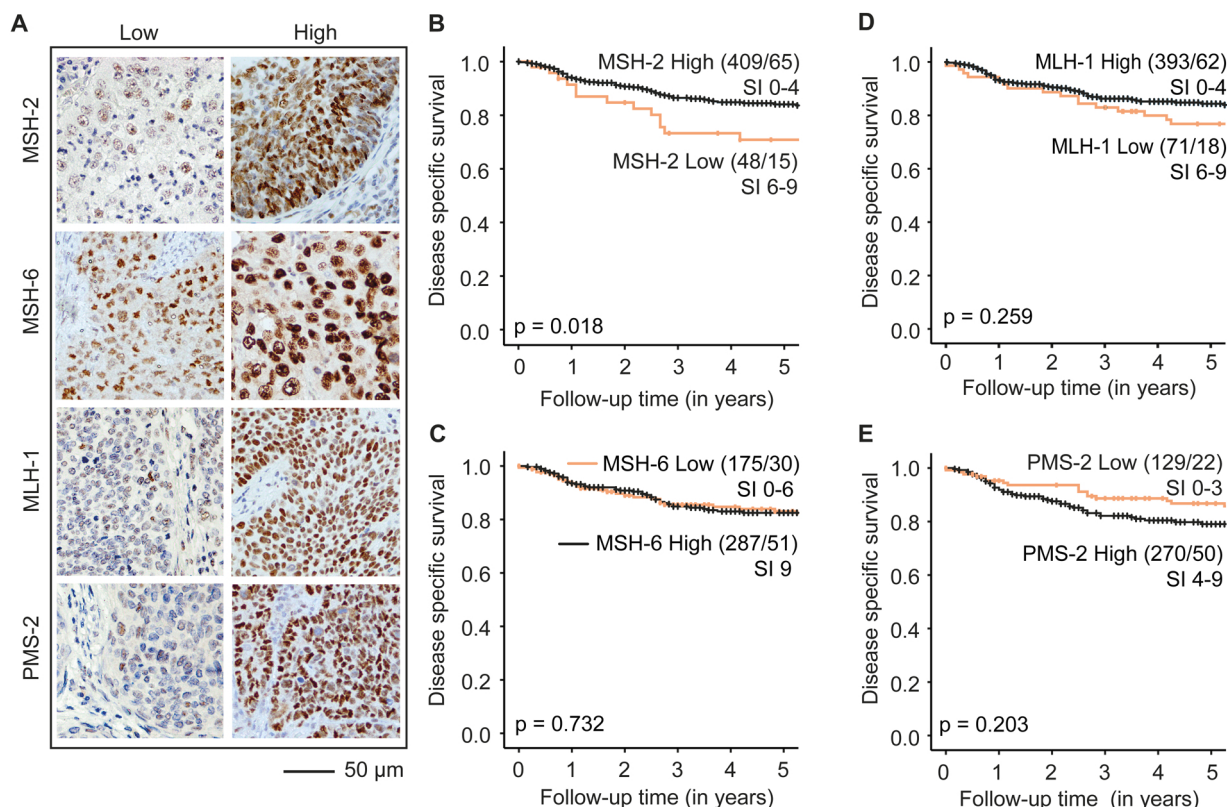 A
Low
High
MSH-2
MSH-6
MLH-1
PMS-2
50 µm
B
Disease specific survival
1.0
0.8
0.6
0.4
0.2
0.0
MSH-2 High (409/65)
SI 0-4
MSH-2 Low (48/15)
SI 6-9
p = 0.018
0 1 2 3 4 5
Follow-up time (in years)
C
Disease specific survival
1.0
0.8
0.6
0.4
0.2
0.0
MSH-6 Low (175/30)
SI 0-6
MSH-6 High (287/51)
SI 9
p = 0.732
0 1 2 3 4 5
Follow-up time (in years)
D
Disease specific survival
1.0
0.8
0.6
0.4
0.2
0.0
MLH-1 High (393/62)
SI 0-4
MLH-1 Low (71/18)
SI 6-9
p = 0.259
0 1 2 3 4 5
Follow-up time (in years)
E
Disease specific survival
1.0
0.8
0.6
0.4
0.2
0.0
PMS-2 Low (129/22)
SI 0-3
PMS-2 High (270/50)
SI 4-9
p = 0.203
0 1 2 3 4 5
Follow-up time (in years)